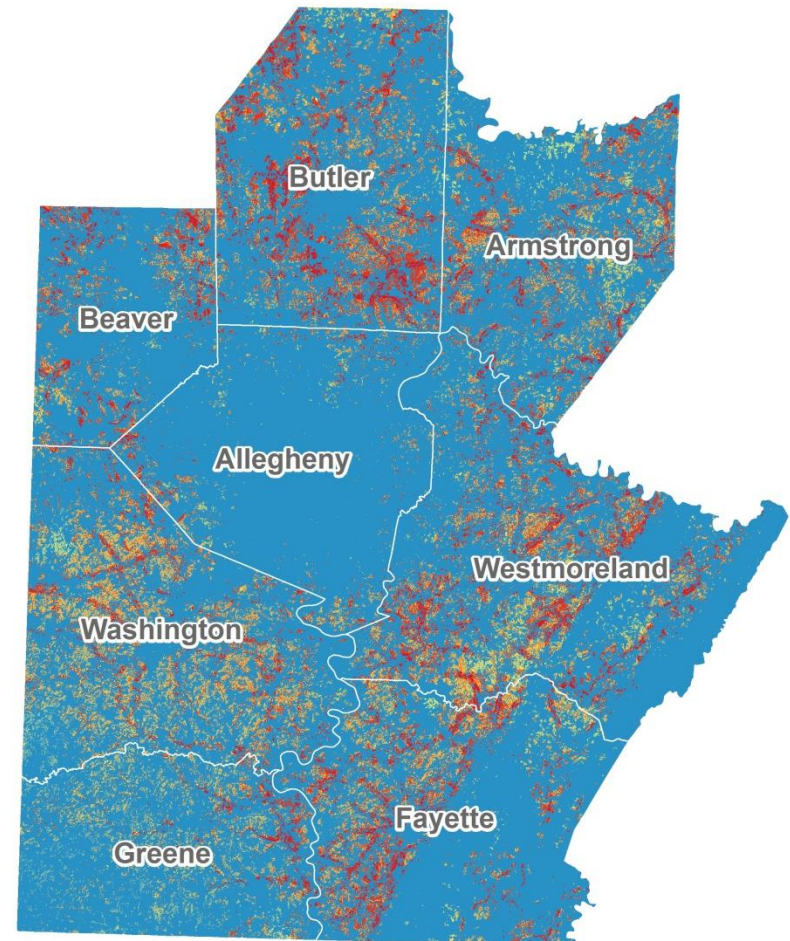 Butler
Armstrong
Beaver
Allegheny
Westmoreland
Washington
Fayette
Greene